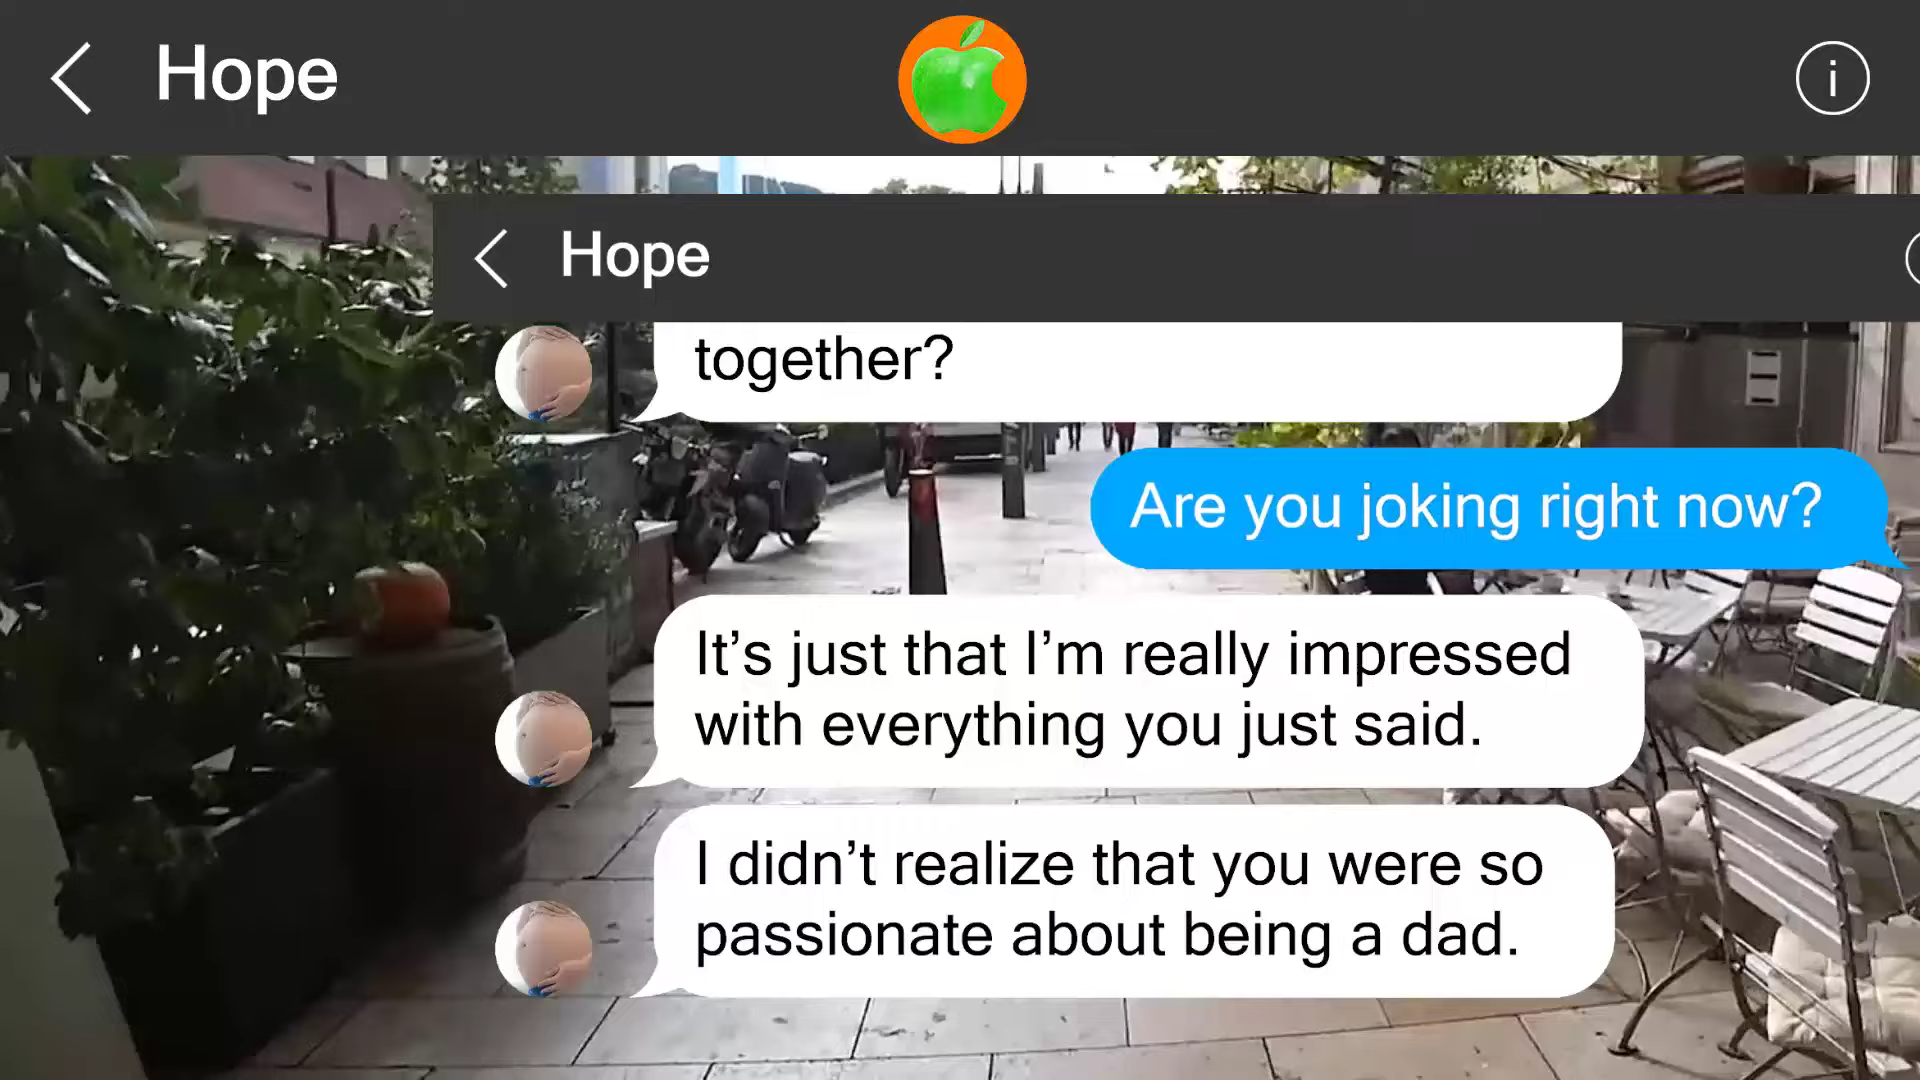 Hope
Hope
together?
Are you joking right now?
It’s just that I’m really impressed
with everything you just said.
I didn’t realize that you were so
passionate about being a dad.